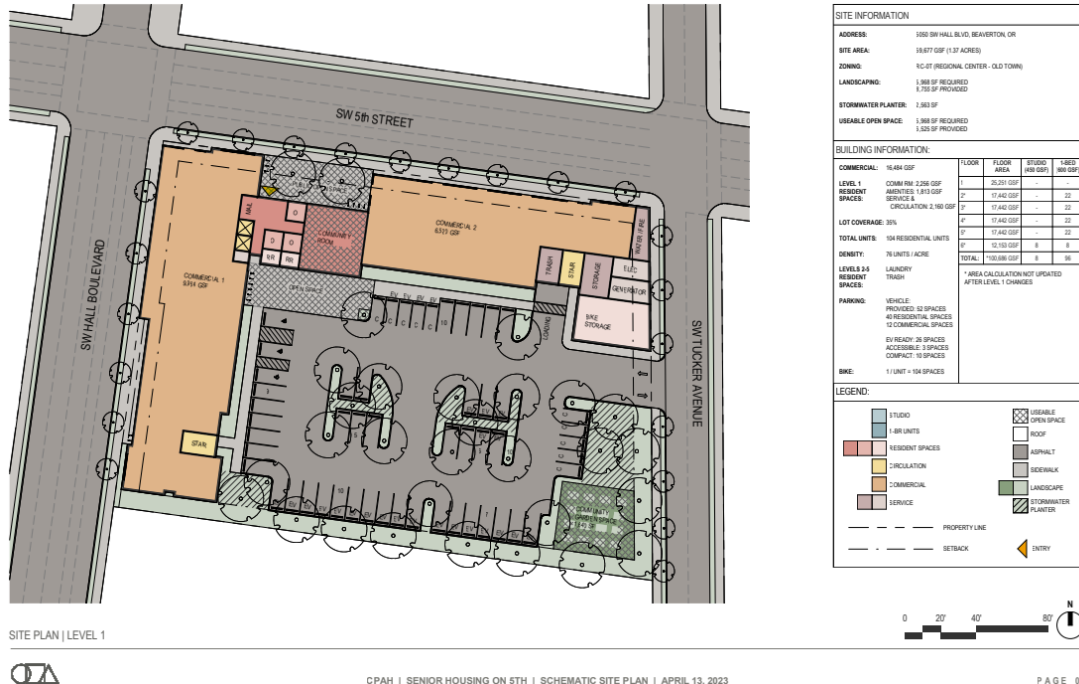 SW 5th STREET
SW HALL BOULEVARD
SW TUCKER AVENUE
MAIL
COMMUNITY
ROOM
COMMERCIAL 2
COMMERCIAL 1
OPEN SPACE
TRASH
STAIR
STORAGE
WATER / FIRE
ELEC
GENERATOR
BIKE
STORAGE
LOADING
STAIR
COMMUNITY
GARDEN SPACE
SITE INFORMATION
ADDRESS: 5050 SW HALL BLVD, BEAVERTON, OR
SITE AREA: 59,677 GSF (1.37 ACRES)
ZONING: RC-OT (REGIONAL CENTER - OLD TOWN)
LANDSCAPING: 5,968 SF REQUIRED
PROVIDED
STORMWATER PLANTER: 2,563 SF
USEABLE OPEN SPACE: 5,968 SF REQUIRED
PROVIDED
BUILDING INFORMATION:
COMMERCIAL: 16,484 GSF
LEVEL 1 RESIDENT SPACES:
COMM RM: 2,256 GSF
AMENITIES: 1,813 GSF
SERVICE &
CIRCULATION: 2,160 GSF
LOT COVERAGE: 35%
TOTAL UNITS: 104 RESIDENTIAL UNITS
DENSITY: 76 UNITS / ACRE
LEVELS 2-5 RESIDENT SPACES:
LAUNDRY
TRASH
PARKING: VEHICLE:
PROVIDED: 52 SPACES
40 RESIDENTIAL SPACES
12 COMMERCIAL SPACES
EV READY: 26 SPACES
ACCESSIBLE: 3 SPACES
COMPACT: 10 SPACES
BIKE: 1 / UNIT = 104 SPACES
FLOOR FLOOR AREA STUDIO (450 GSF) 1-BED (600 GSF)
1 25,251 GSF - -
2* 17,442 GSF - 22
3* 17,442 GSF - 22
4* 17,442 GSF - 22
5* 17,442 GSF - 22
6* 12,153 GSF 8 8
TOTAL: *100,686 GSF 8 96
* AREA CALCULATION NOT UPDATED
AFTER LEVEL 1 CHANGES
LEGEND:
STUDIO
1-BR UNITS
RESIDENT SPACES
CIRCULATION
COMMERCIAL
SERVICE
USEABLE
OPEN SPACE
ROOF
ASPHALT
SIDEWALK
LANDSCAPE
STORMWATER
PLANTER
PROPERTY LINE
SETBACK
ENTRY
0 20' 40' 80'
N
SITE PLAN | LEVEL 1
CPAH | SENIOR HOUSING ON 5TH | SCHEMATIC SITE PLAN | APRIL 13, 2023
PAGE 0